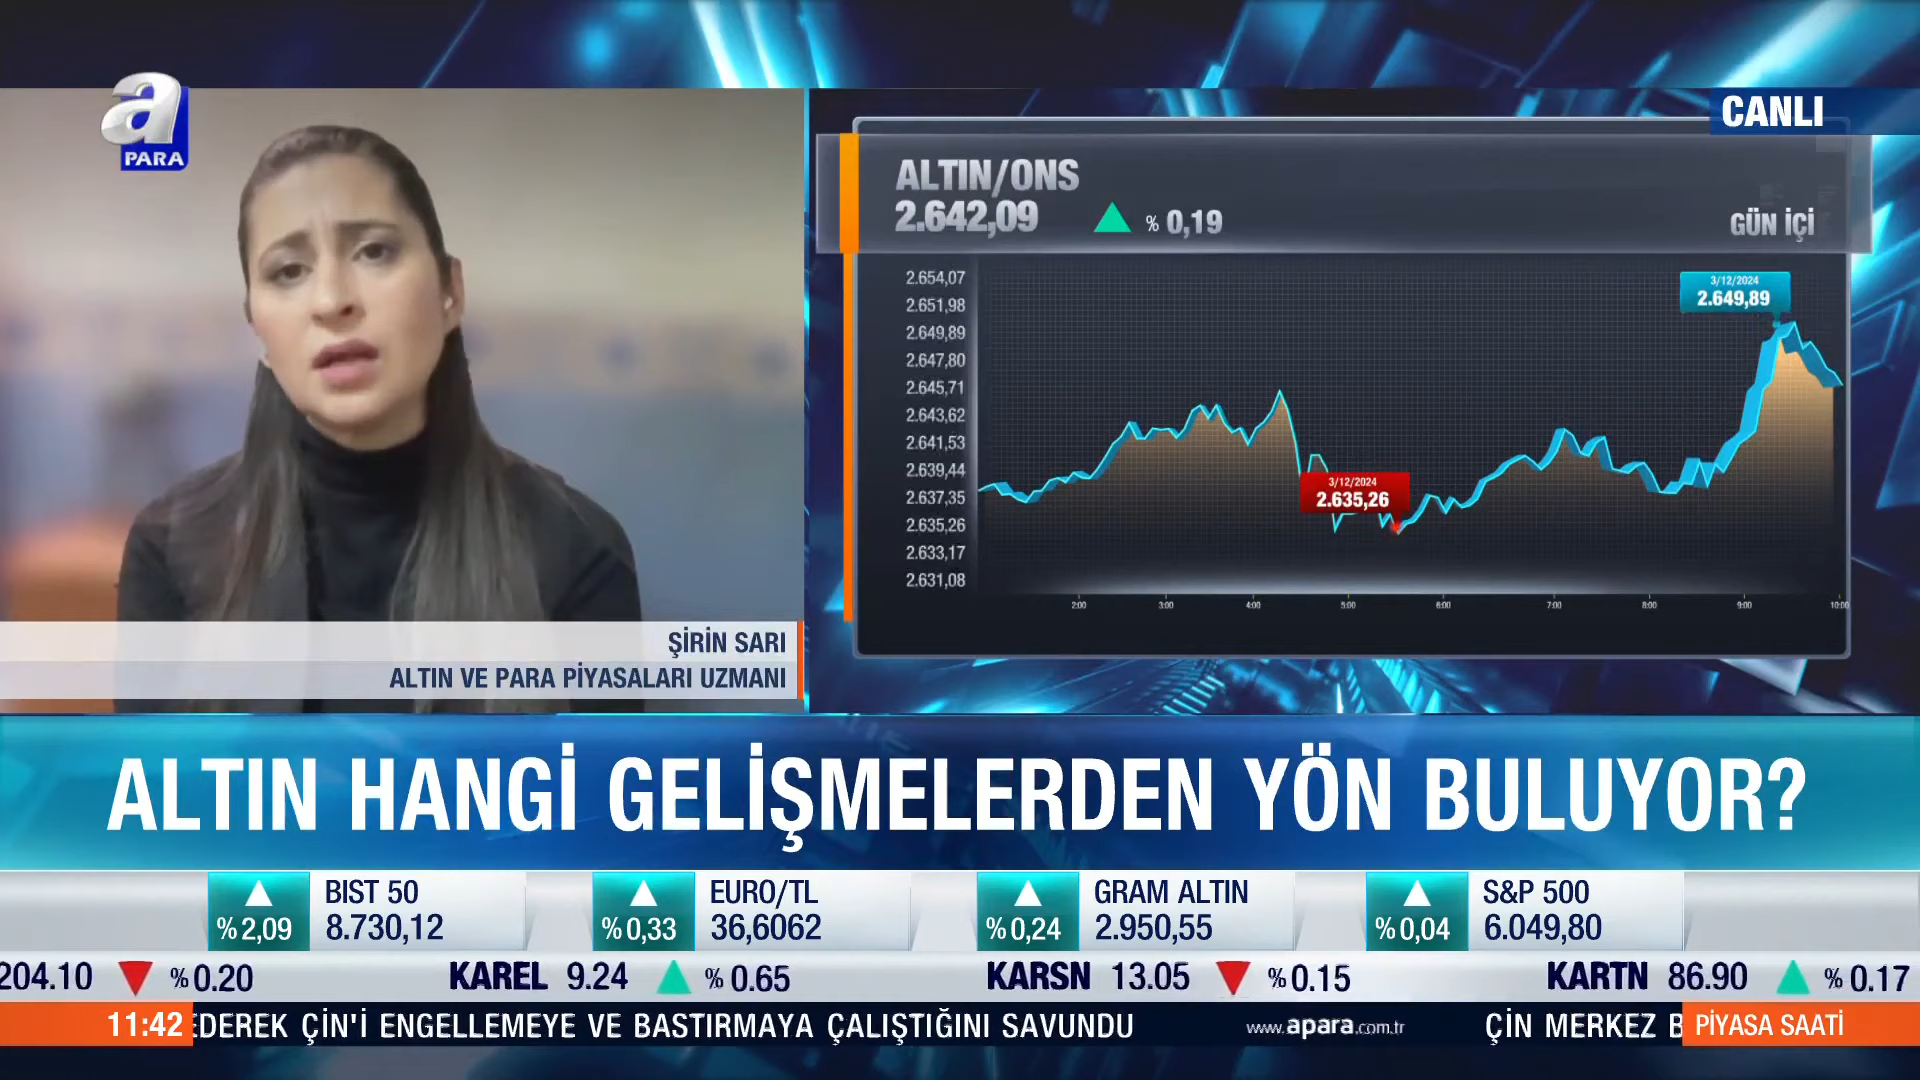 a
PARA
CANLI
ALTIN/ONS
2.642,09
% 0,19
GÜN İÇİ
2.654,07
2.651,98
2.649,89
2.647,80
2.645,71
2.643,62
2.641,53
2.639,44
2.637,35
2.635,26
2.633,17
2.631,08
3/12/2024
2.649,89
3/12/2024
2.635,26
2:00 3:00 4:00 5:00 6:00 7:00 8:00 9:00 10:00
ŞİRİN SARI
ALTIN VE PARA PİYASALARI UZMANI
ALTIN HANGİ GELİŞMELERDEN YÖN BULUYOR?
% 2,09 BIST 50 8.730,12
% 0,33 EURO/TL 36,6062
% 0,24 GRAM ALTIN 2.950,55
% 0,04 S&P 500 6.049,80
204.10 % 0.20 KAREL 9.24 % 0.65 KARSN 13.05 % 0.15 KARTN 86.90 % 0.17
11:42 EDEREK ÇİN'İ ENGELLEMEYE VE BASTIRMAYA ÇALIŞTIĞINI SAVUNDU www.apara.com.tr ÇİN MERKEZ B PİYASA SAATİ